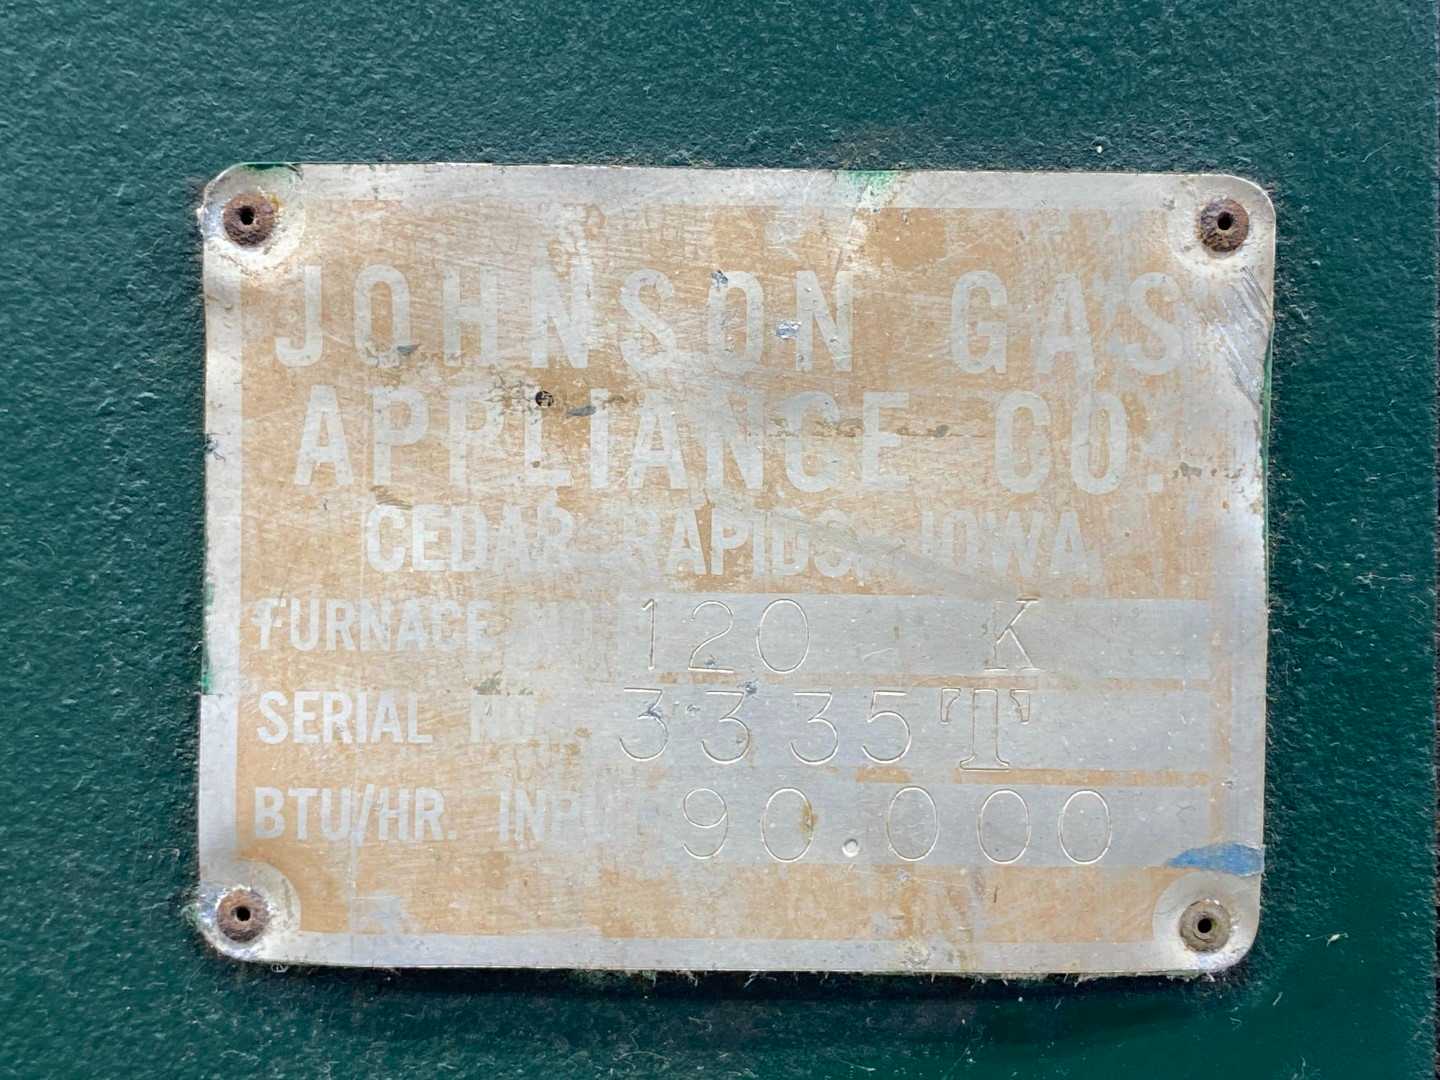 JOHNSON GAS
APPLIANCE CO.
CEDAR RAPIDS, IOWA
FURNACE NO. 120 K
SERIAL NO. 3335T
BTU/HR. INPUT 90.000